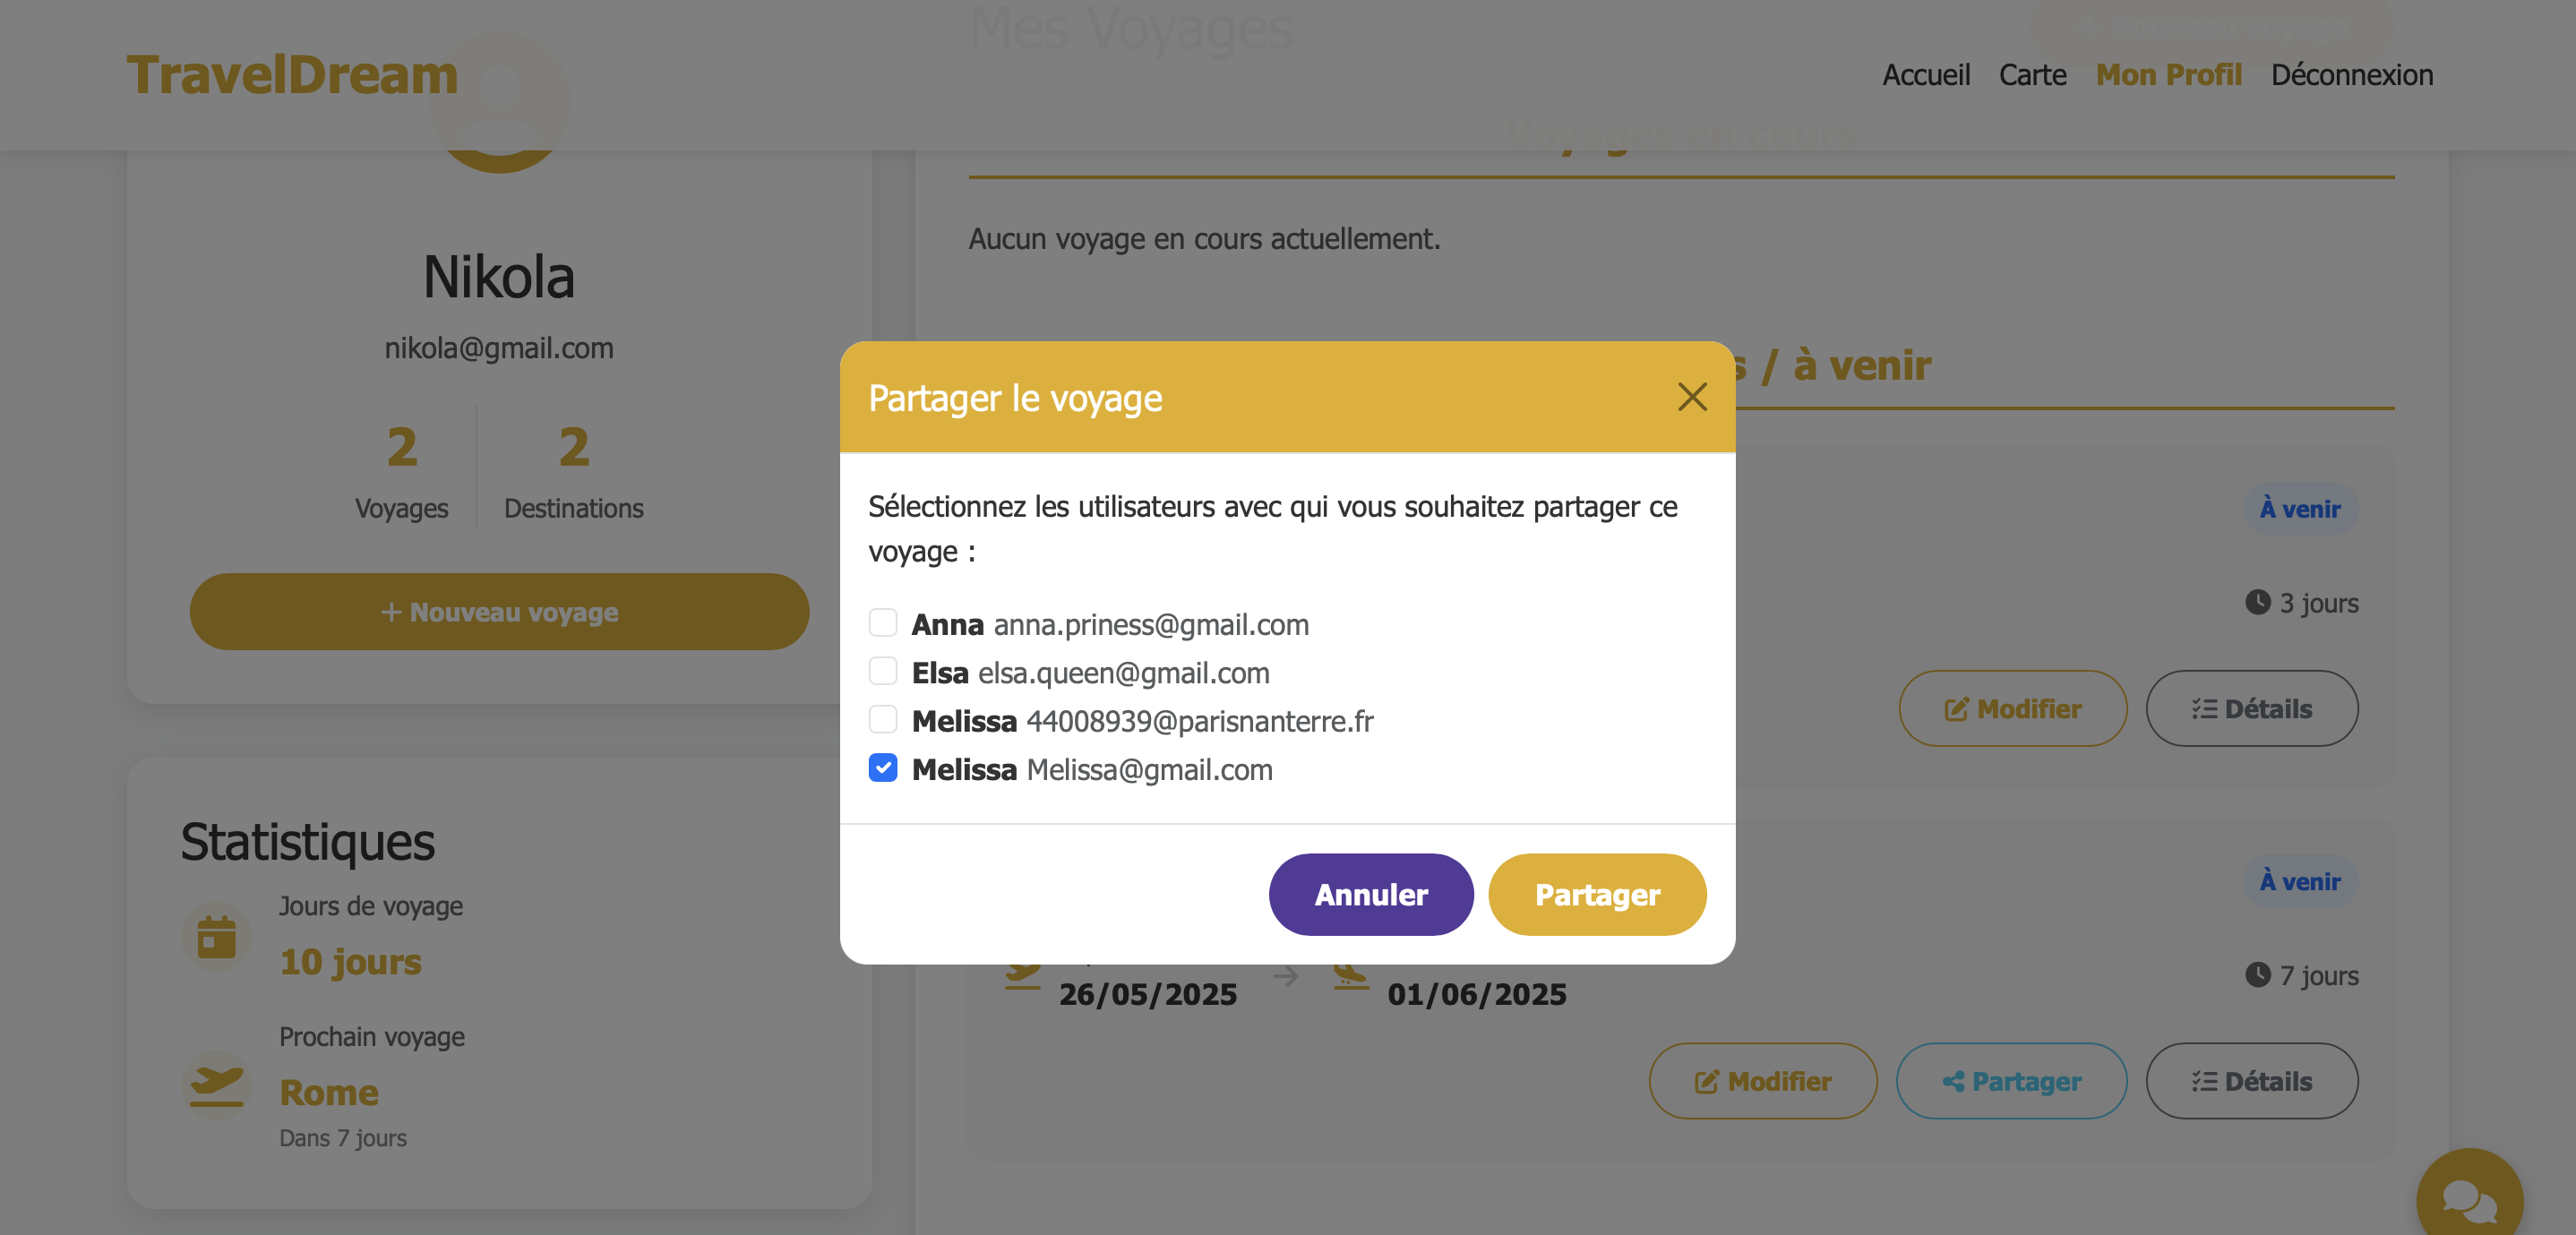 TravelDream
Accueil Carte Mon Profil Déconnexion
Nikola
nikola@gmail.com
2 2
Voyages Destinations
+ Nouveau voyage
Statistiques
Jours de voyage
10 jours
Prochain voyage
Rome
Dans 7 jours
Mes Voyages
+ Nouveau voyage
Voyages en cours
Aucun voyage en cours actuellement.
/ à venir
À venir
3 jours
Modifier Détails
À venir
26/05/2025 → 01/06/2025
7 jours
Modifier Partager Détails
Partager le voyage
Sélectionnez les utilisateurs avec qui vous souhaitez partager ce
voyage :
Anna anna.priness@gmail.com
Elsa elsa.queen@gmail.com
Melissa 44008939@parisnanterre.fr
Melissa Melissa@gmail.com
Annuler Partager